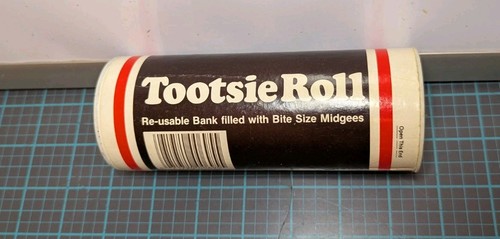 Tootsie Roll
Re-usable Bank filled with Bite Size Midgees
Open This End